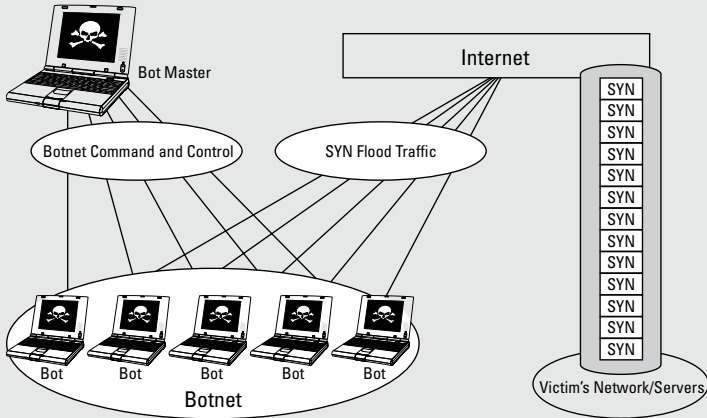 Bot Master
Internet
Botnet Command and Control
SYN Flood Traffic
SYN
SYN
SYN
SYN
SYN
SYN
SYN
SYN
SYN
SYN
SYN
SYN
SYN
Bot
Bot
Bot
Bot
Bot
Botnet
Victim's Network/Servers